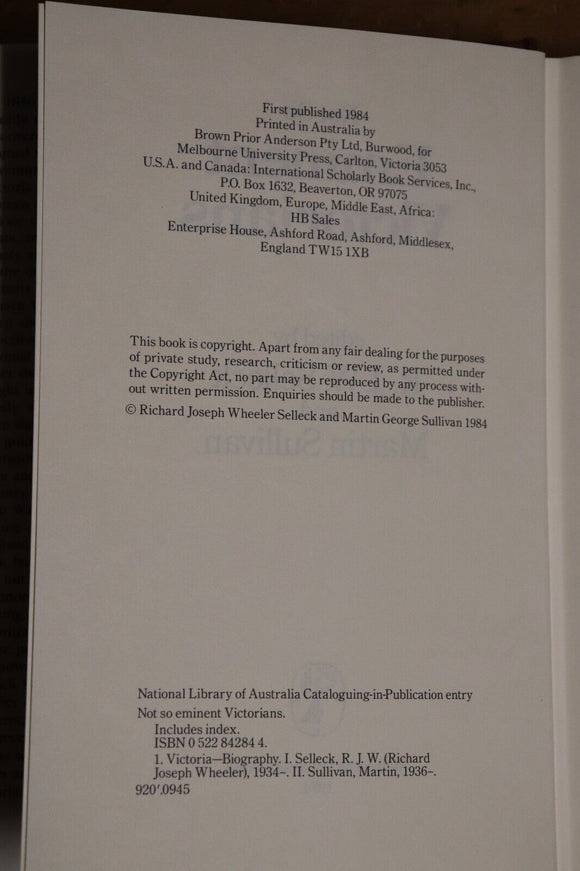 First published 1984
Printed in Australia by
Brown Prior Anderson Pty Ltd, Burwood, for
Melbourne University Press, Carlton, Victoria 3053
U.S.A. and Canada: International Scholarly Book Services, Inc.,
P.O. Box 1632, Beaverton, OR 97075
United Kingdom, Europe, Middle East, Africa:
HB Sales
Enterprise House, Ashford Road, Ashford, Middlesex,
England TW15 1XB
This book is copyright. Apart from any fair dealing for the purposes
of private study, research, criticism or review, as permitted under
the Copyright Act, no part may be reproduced by any process with-
out written permission. Enquiries should be made to the publisher.
© Richard Joseph Wheeler Selleck and Martin George Sullivan 1984
Martin Sullivan
National Library of Australia Cataloguing-in-Publication entry
Not so eminent Victorians.
Includes index.
ISBN 0 522 84284 4.
1. Victoria—Biography. I. Selleck, R. J. W. (Richard
Joseph Wheeler), 1934–. II. Sullivan, Martin, 1936–.
920′.0945